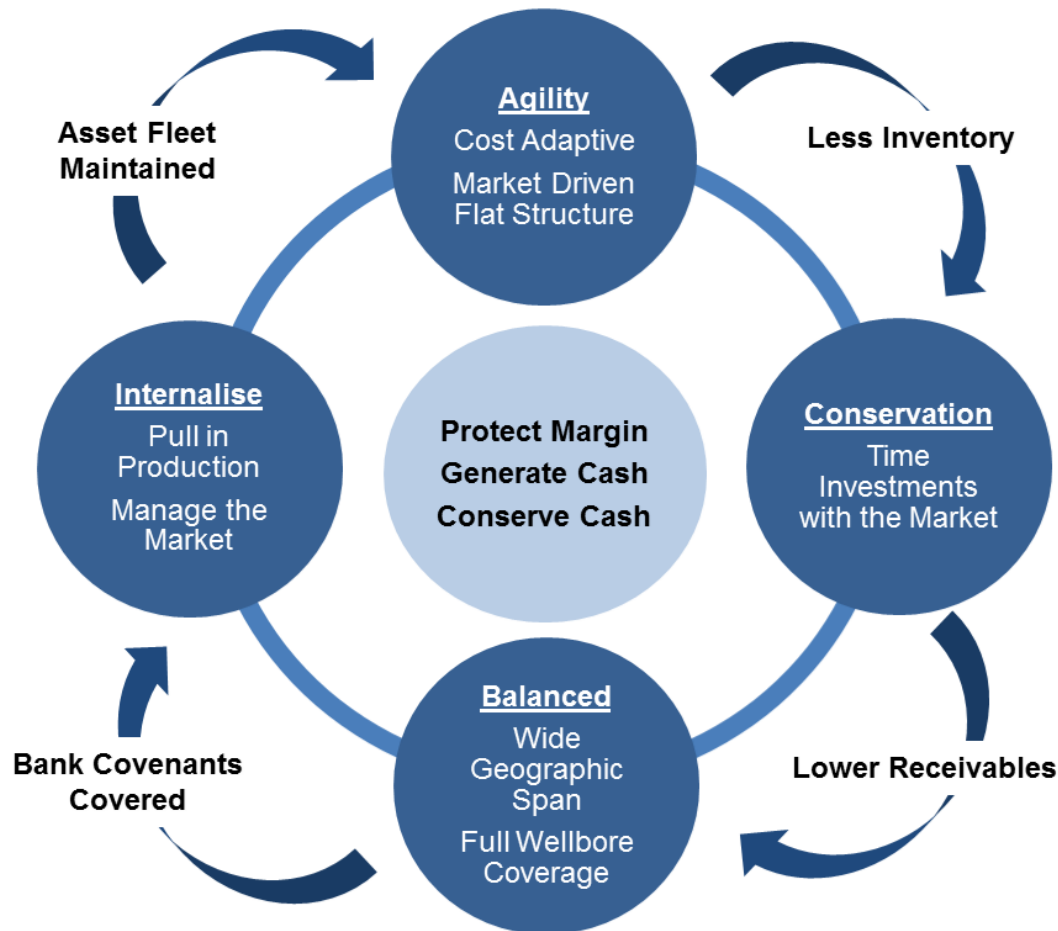 Agility
Cost Adaptive
Market Driven
Flat Structure
Less Inventory
Conservation
Time
Investments
with the Market
Lower Receivables
Balanced
Wide
Geographic
Span
Full Wellbore
Coverage
Bank Covenants
Covered
Internalise
Pull in
Production
Manage the
Market
Asset Fleet
Maintained
Protect Margin
Generate Cash
Conserve Cash